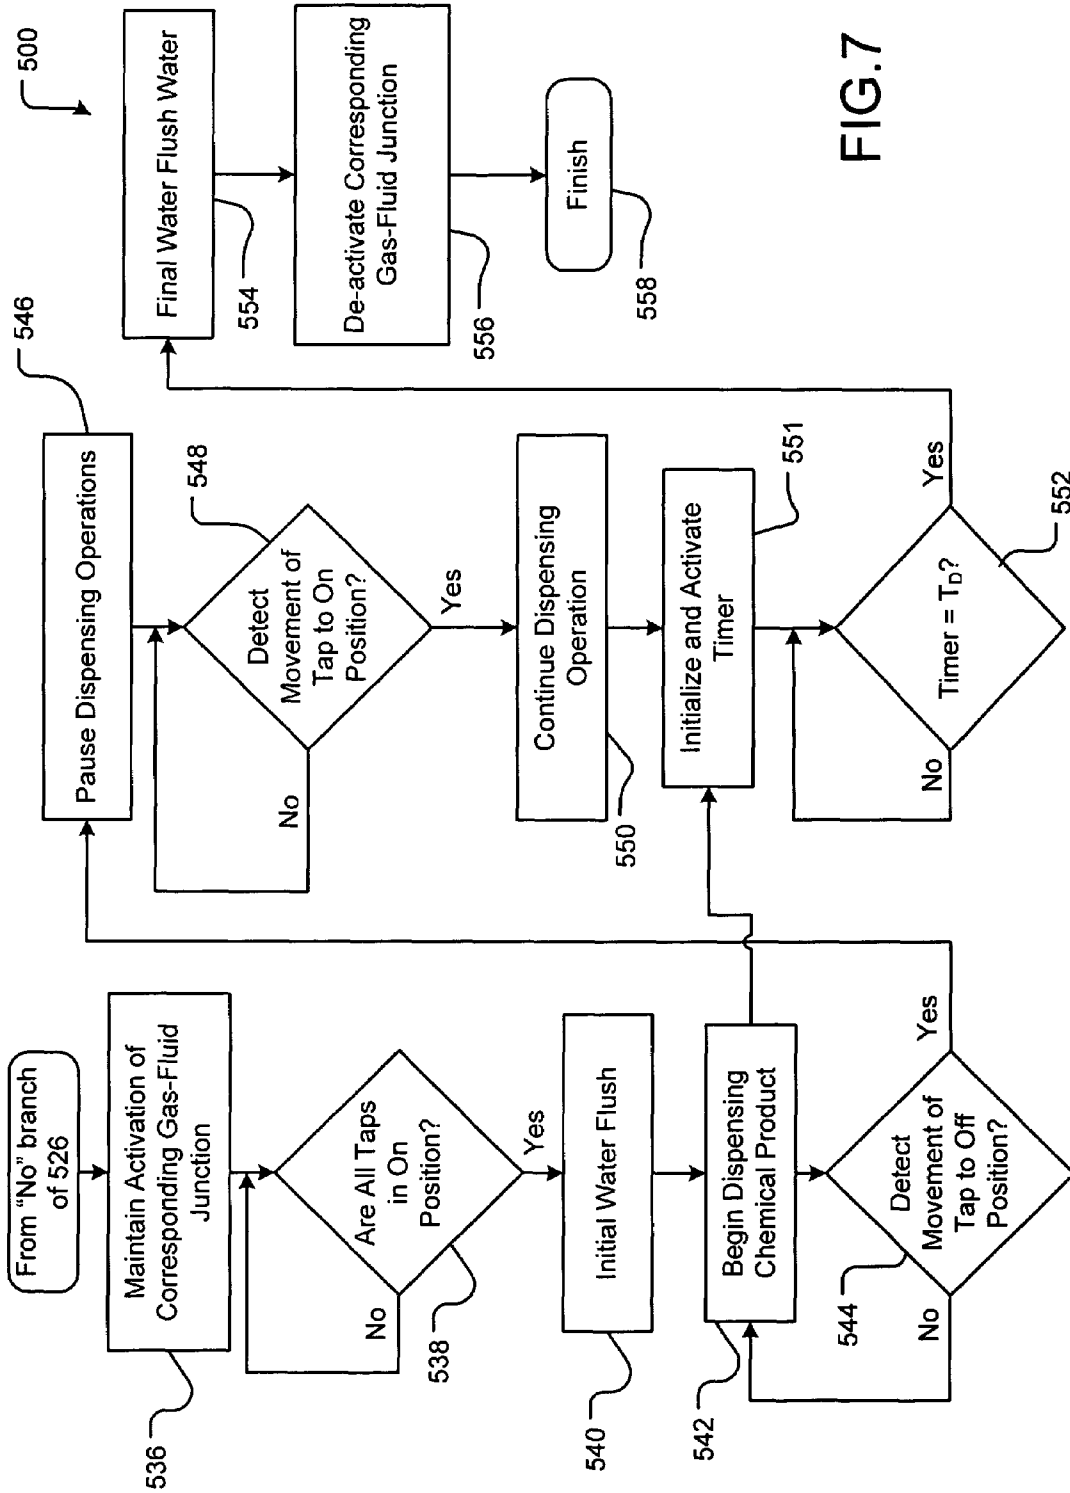 500
From "No" branch
of 526
Maintain Activation of
Corresponding Gas-Fluid
Junction
536
Are All Taps
in On
Position?
No
Yes
538
Initial Water Flush
540
Begin Dispensing
Chemical Product
542
Detect
Movement of
Tap to Off
Position?
544
No
Yes
Pause Dispensing Operations
546
Detect
Movement of
Tap to On
Position?
548
No
Yes
Continue Dispensing
Operation
550
Initialize and Activate
Timer
551
Timer = TD?
No
Yes
552
Final Water Flush Water
554
De-activate Corresponding
Gas-Fluid Junction
556
Finish
558
FIG.7